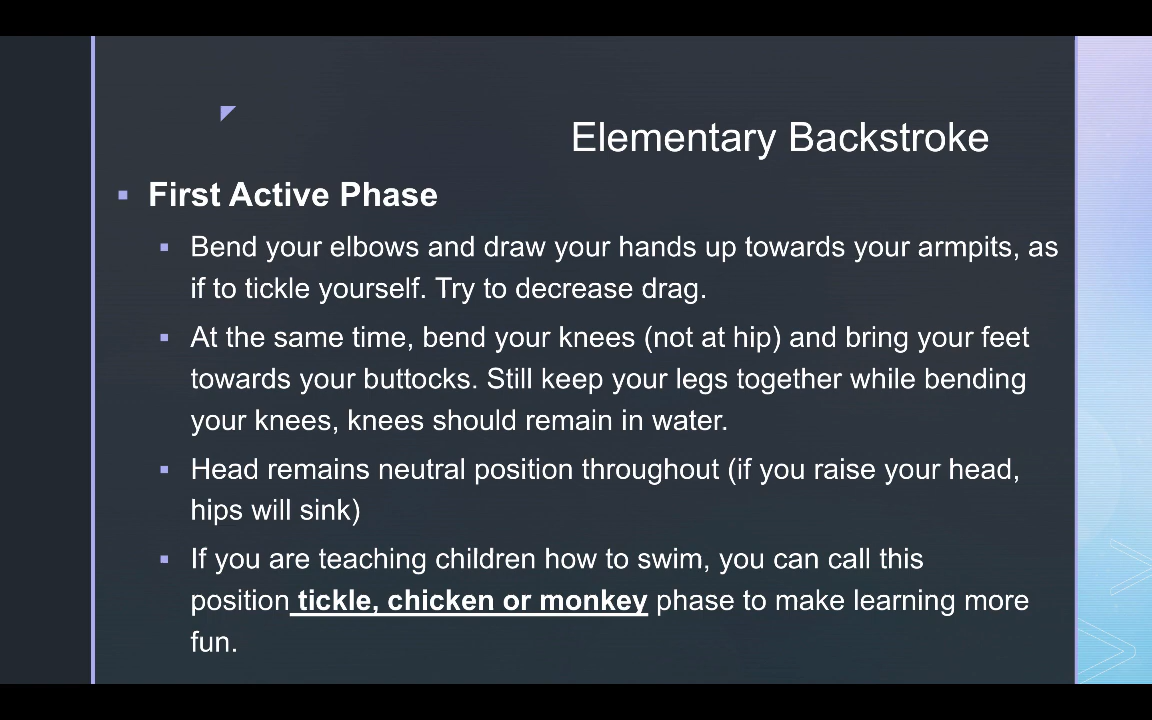 Elementary Backstroke
First Active Phase
Bend your elbows and draw your hands up towards your armpits, as
if to tickle yourself. Try to decrease drag.
At the same time, bend your knees (not at hip) and bring your feet
towards your buttocks. Still keep your legs together while bending
your knees, knees should remain in water.
Head remains neutral position throughout (if you raise your head,
hips will sink)
If you are teaching children how to swim, you can call this
position tickle, chicken or monkey phase to make learning more
fun.